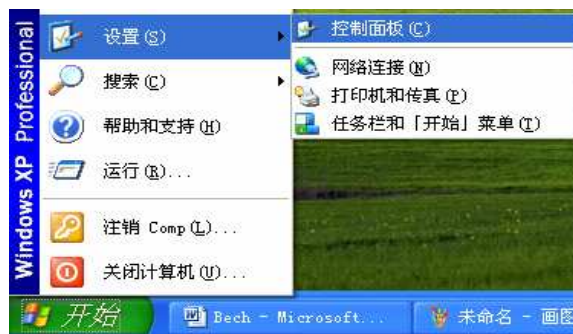 Windows XP Professional
设置(S)
搜索(C)
帮助和支持(H)
运行(R)...
注销 Comp(L)...
关闭计算机(U)...
控制面板(C)
网络连接(N)
打印机和传真(P)
任务栏和「开始」菜单(T)
开始
Bech - Microsoft...
未命名 - 画图